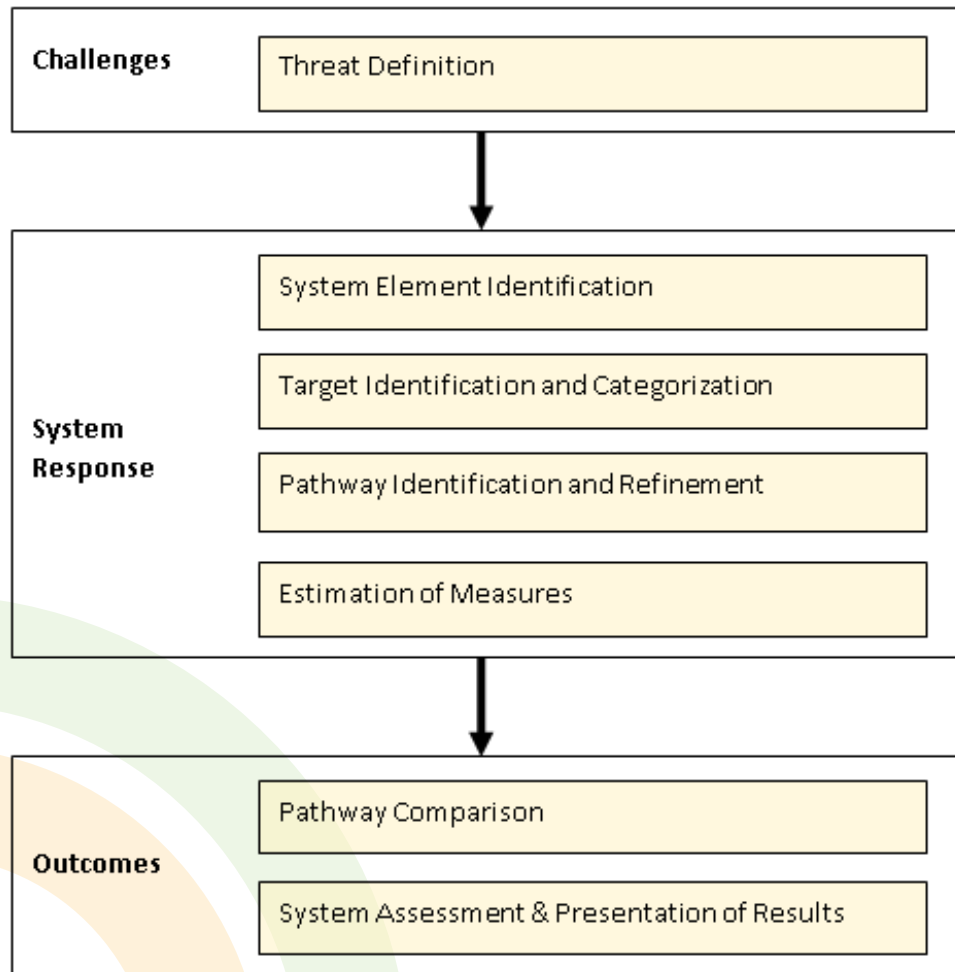 Challenges
Threat Definition
System Element Identification
Target Identification and Categorization
System
Response
Pathway Identification and Refinement
Estimation of Measures
Pathway Comparison
Outcomes
System Assessment & Presentation of Results